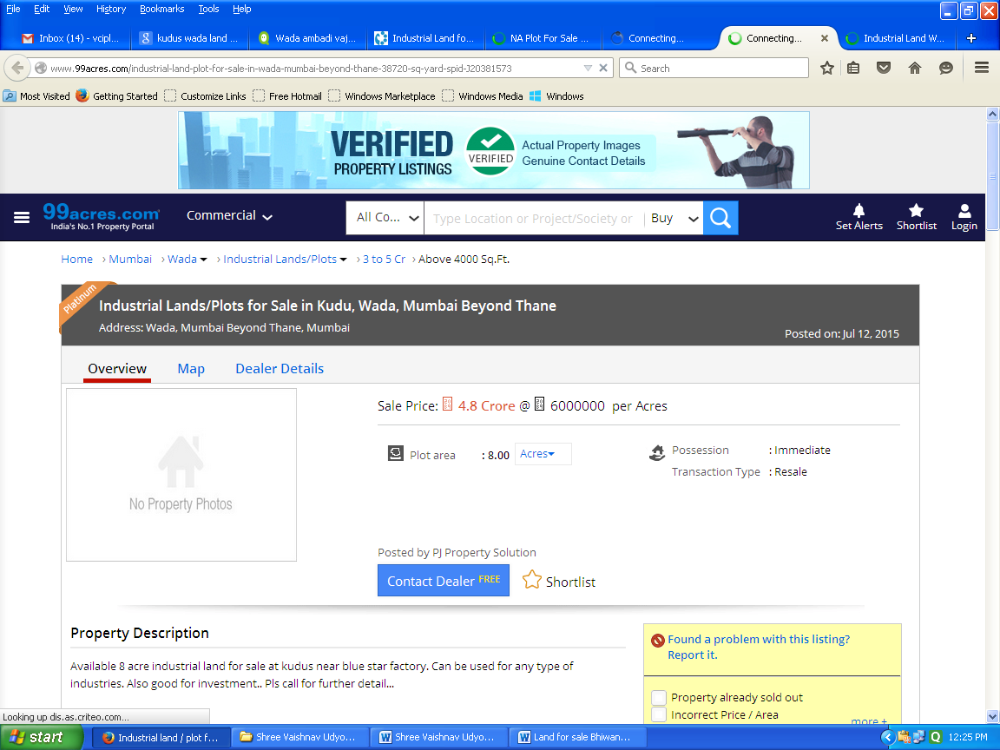 File Edit View History Bookmarks Tools Help
Inbox (14) - vcipl... kudus wada land ... Wada ambadi vaj... Industrial Land fo... NA Plot For Sale ... Connecting... Connecting... Industrial Land W...
www.99acres.com/industrial-land-plot-for-sale-in-wada-mumbai-beyond-thane-38720-sq-yard-spid-J20381573 Search
Most Visited Getting Started Customize Links Free Hotmail Windows Marketplace Windows Media Windows
VERIFIED
PROPERTY LISTINGS
VERIFIED
Actual Property Images
Genuine Contact Details
99acres.com
India's No.1 Property Portal
Commercial All Co... Type Location or Project/Society or Buy Set Alerts Shortlist Login
Home › Mumbai › Wada › Industrial Lands/Plots › 3 to 5 Cr › Above 4000 Sq.Ft.
Platinum
Industrial Lands/Plots for Sale in Kudu, Wada, Mumbai Beyond Thane
Address: Wada, Mumbai Beyond Thane, Mumbai
Posted on: Jul 12, 2015
Overview Map Dealer Details
No Property Photos
Sale Price: 4.8 Crore @ 6000000 per Acres
Plot area : 8.00 Acres
Possession : Immediate
Transaction Type : Resale
Posted by PJ Property Solution
Contact Dealer FREE Shortlist
Property Description
Available 8 acre industrial land for sale at kudus near blue star factory. Can be used for any type of
industries. Also good for investment.. Pls call for further detail...
Found a problem with this listing?
Report it.
Property already sold out
Incorrect Price / Area
more +
Looking up dis.as.criteo.com...
start Industrial land / plot f... Shree Vaishnav Udyo... Shree Vaishnav Udyo... Land for sale Bhiwan... 12:25 PM